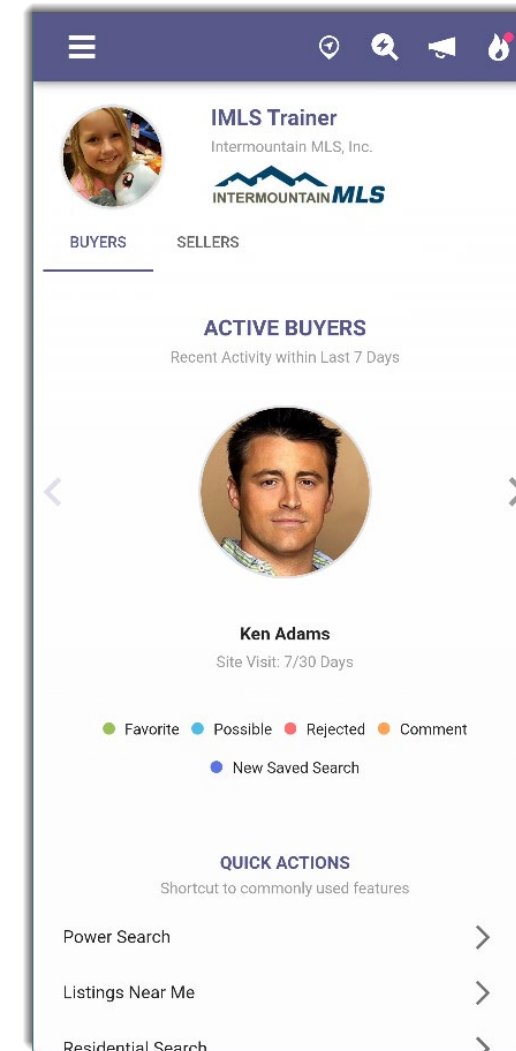 IMLS Trainer
Intermountain MLS, Inc.
INTERMOUNTAIN MLS
BUYERS SELLERS
ACTIVE BUYERS
Recent Activity within Last 7 Days
Ken Adams
Site Visit: 7/30 Days
Favorite Possible Rejected Comment
New Saved Search
QUICK ACTIONS
Shortcut to commonly used features
Power Search
Listings Near Me
Residential Search